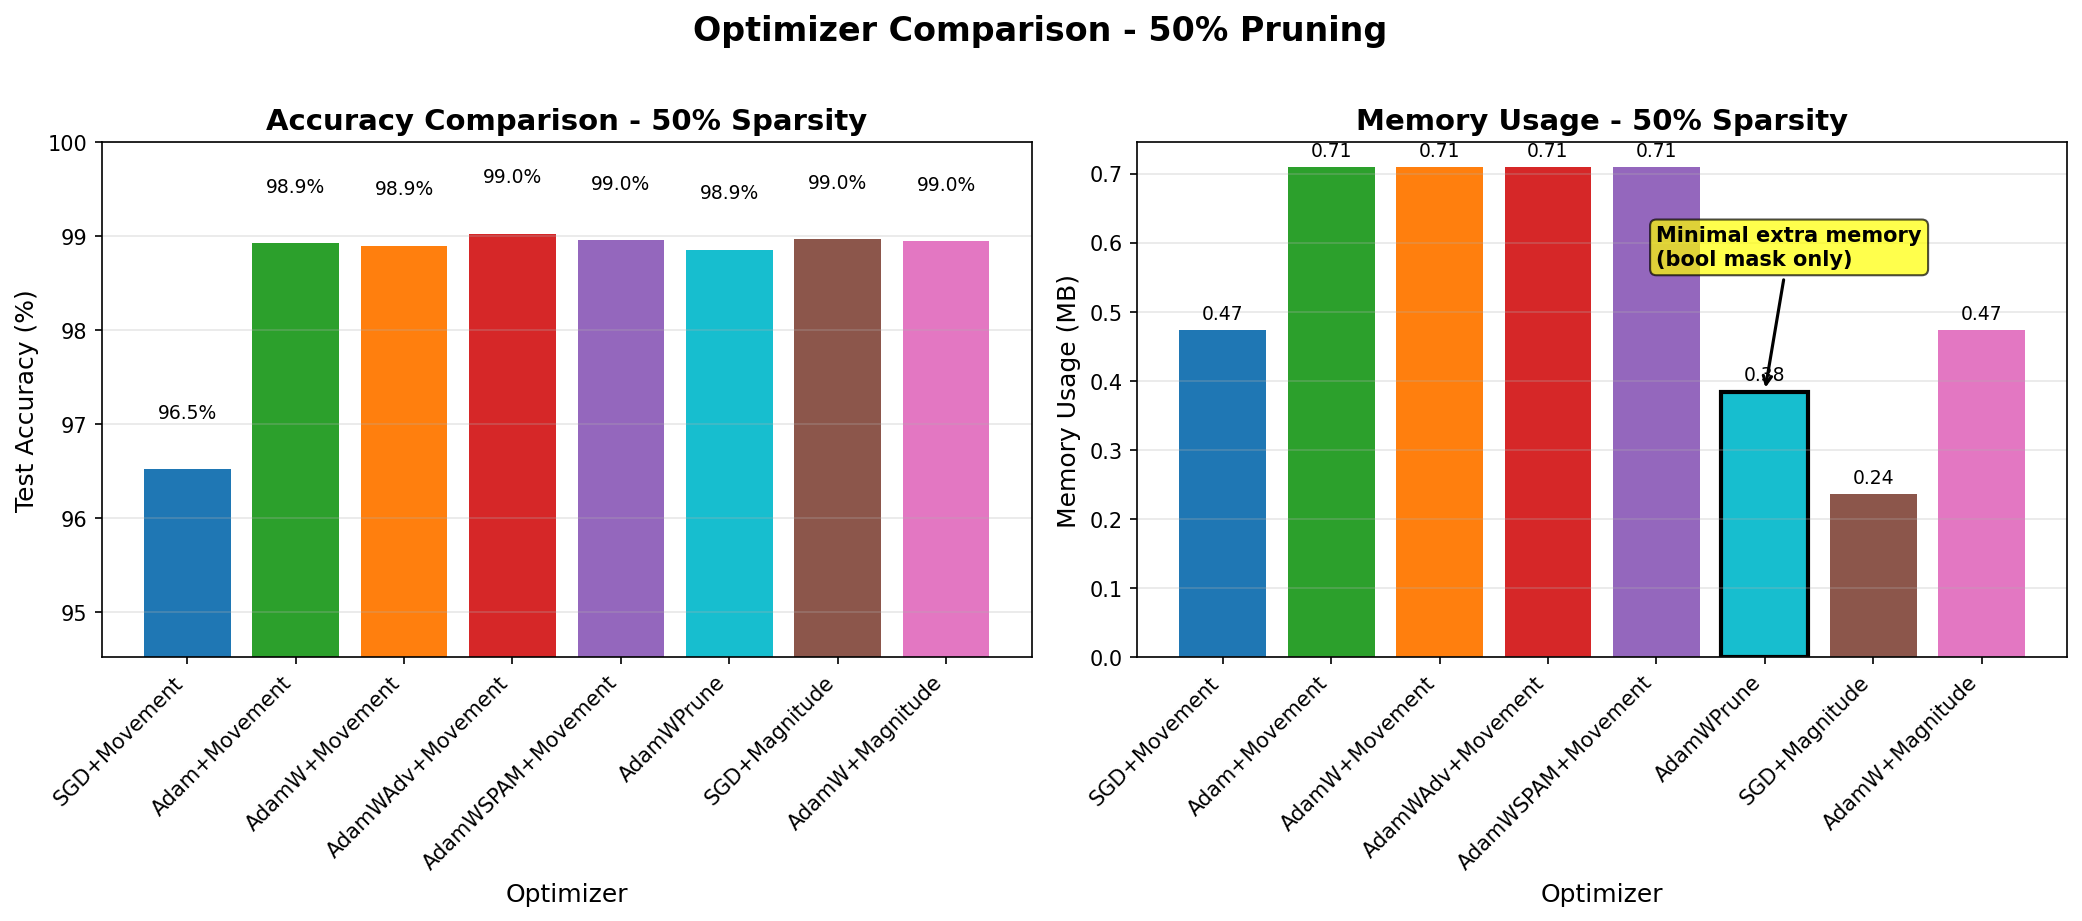 Optimizer Comparison - 50% Pruning
Accuracy Comparison - 50% Sparsity
Test Accuracy (%)
100
99
98
97
96
95
96.5%
98.9%
98.9%
99.0%
99.0%
98.9%
99.0%
99.0%
SGD+Movement
Adam+Movement
AdamW+Movement
AdamWAdv+Movement
AdamWSPAM+Movement
AdamWPrune
SGD+Magnitude
AdamW+Magnitude
Optimizer
Memory Usage - 50% Sparsity
Memory Usage (MB)
0.7
0.6
0.5
0.4
0.3
0.2
0.1
0.0
0.47
0.71
0.71
0.71
0.71
0.38
0.24
0.47
Minimal extra memory
(bool mask only)
SGD+Movement
Adam+Movement
AdamW+Movement
AdamWAdv+Movement
AdamWSPAM+Movement
AdamWPrune
SGD+Magnitude
AdamW+Magnitude
Optimizer